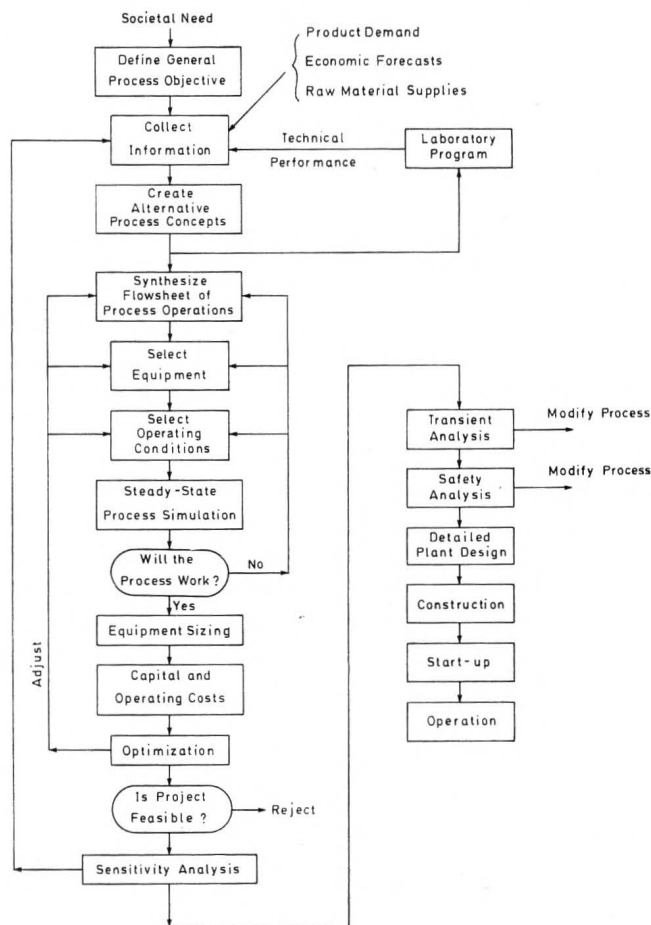 Societal Need
Define General
Process Objective
Product Demand
Economic Forecasts
Raw Material Supplies
Collect
Information
Technical
Performance
Laboratory
Program
Create
Alternative
Process Concepts
Synthesize
Flowsheet of
Process Operations
Select
Equipment
Select
Operating
Conditions
Steady-State
Process Simulation
Will the
Process Work?
No
Yes
Equipment Sizing
Capital and
Operating Costs
Adjust
Optimization
Is Project
Feasible ?
Reject
Sensitivity Analysis
Transient
Analysis
Modify Process
Safety
Analysis
Modify Process
Detailed
Plant Design
Construction
Start-up
Operation